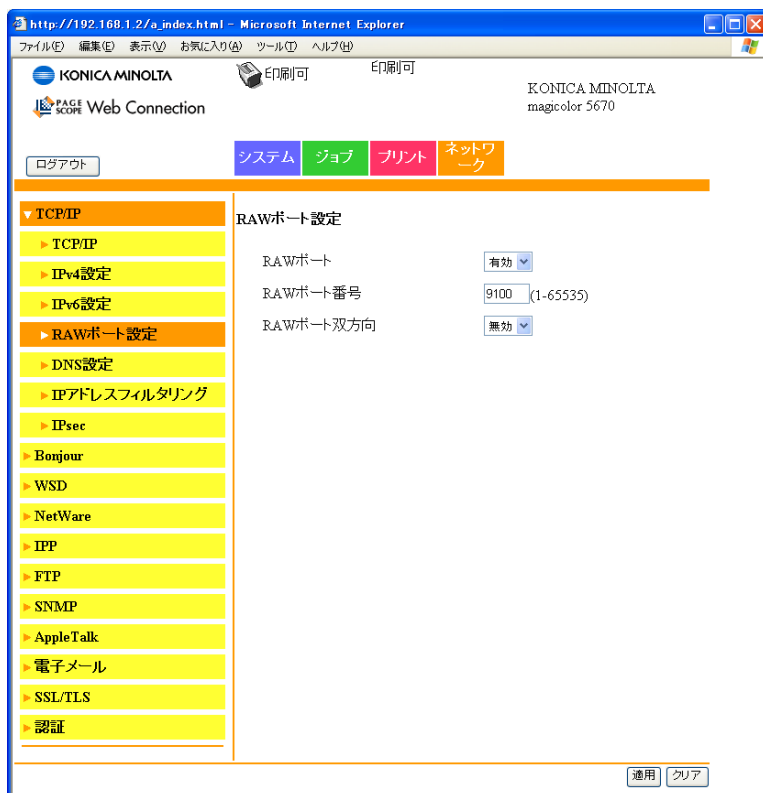 http://192.168.1.2/a_index.html - Microsoft Internet Explorer
ファイル(F) 編集(E) 表示(V) お気に入り(A) ツール(T) ヘルプ(H)
KONICA MINOLTA
印刷可
印刷可
PAGE SCOPE Web Connection
KONICA MINOLTA
magicolor 5670
ログアウト
システム
ジョブ
プリント
ネットワ
ーク
TCP/IP
TCP/IP
IPv4設定
IPv6設定
RAWポート設定
DNS設定
IPアドレスフィルタリング
IPsec
Bonjour
WSD
NetWare
IPP
FTP
SNMP
AppleTalk
電子メール
SSL/TLS
認証
RAWポート設定
RAWポート 有効
RAWポート番号 9100 (1-65535)
RAWポート双方向 無効
適用 クリア